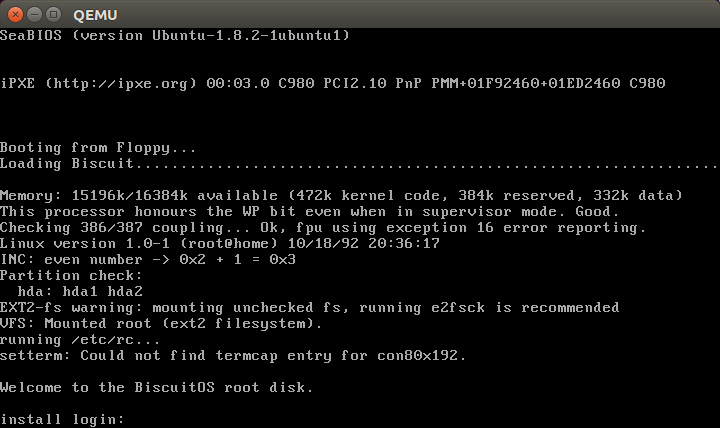 QEMU
SeaBIOS (version Ubuntu-1.8.2-1ubuntu1)
iPXE (http://ipxe.org) 00:03.0 C980 PCI2.10 PnP PMM+01F92460+01ED2460 C980
Booting from Floppy...
Loading Biscuit.............................................................................
Memory: 15196k/16384k available (472k kernel code, 384k reserved, 332k data)
This processor honours the WP bit even when in supervisor mode. Good.
Checking 386/387 coupling... Ok, fpu using exception 16 error reporting.
Linux version 1.0-1 (root@home) 10/18/92 20:36:17
INC: even number -> 0x2 + 1 = 0x3
Partition check:
  hda: hda1 hda2
EXT2-fs warning: mounting unchecked fs, running e2fsck is recommended
VFS: Mounted root (ext2 filesystem).
running /etc/rc...
setterm: Could not find termcap entry for con80x192.
Welcome to the BiscuitOS root disk.
install login: